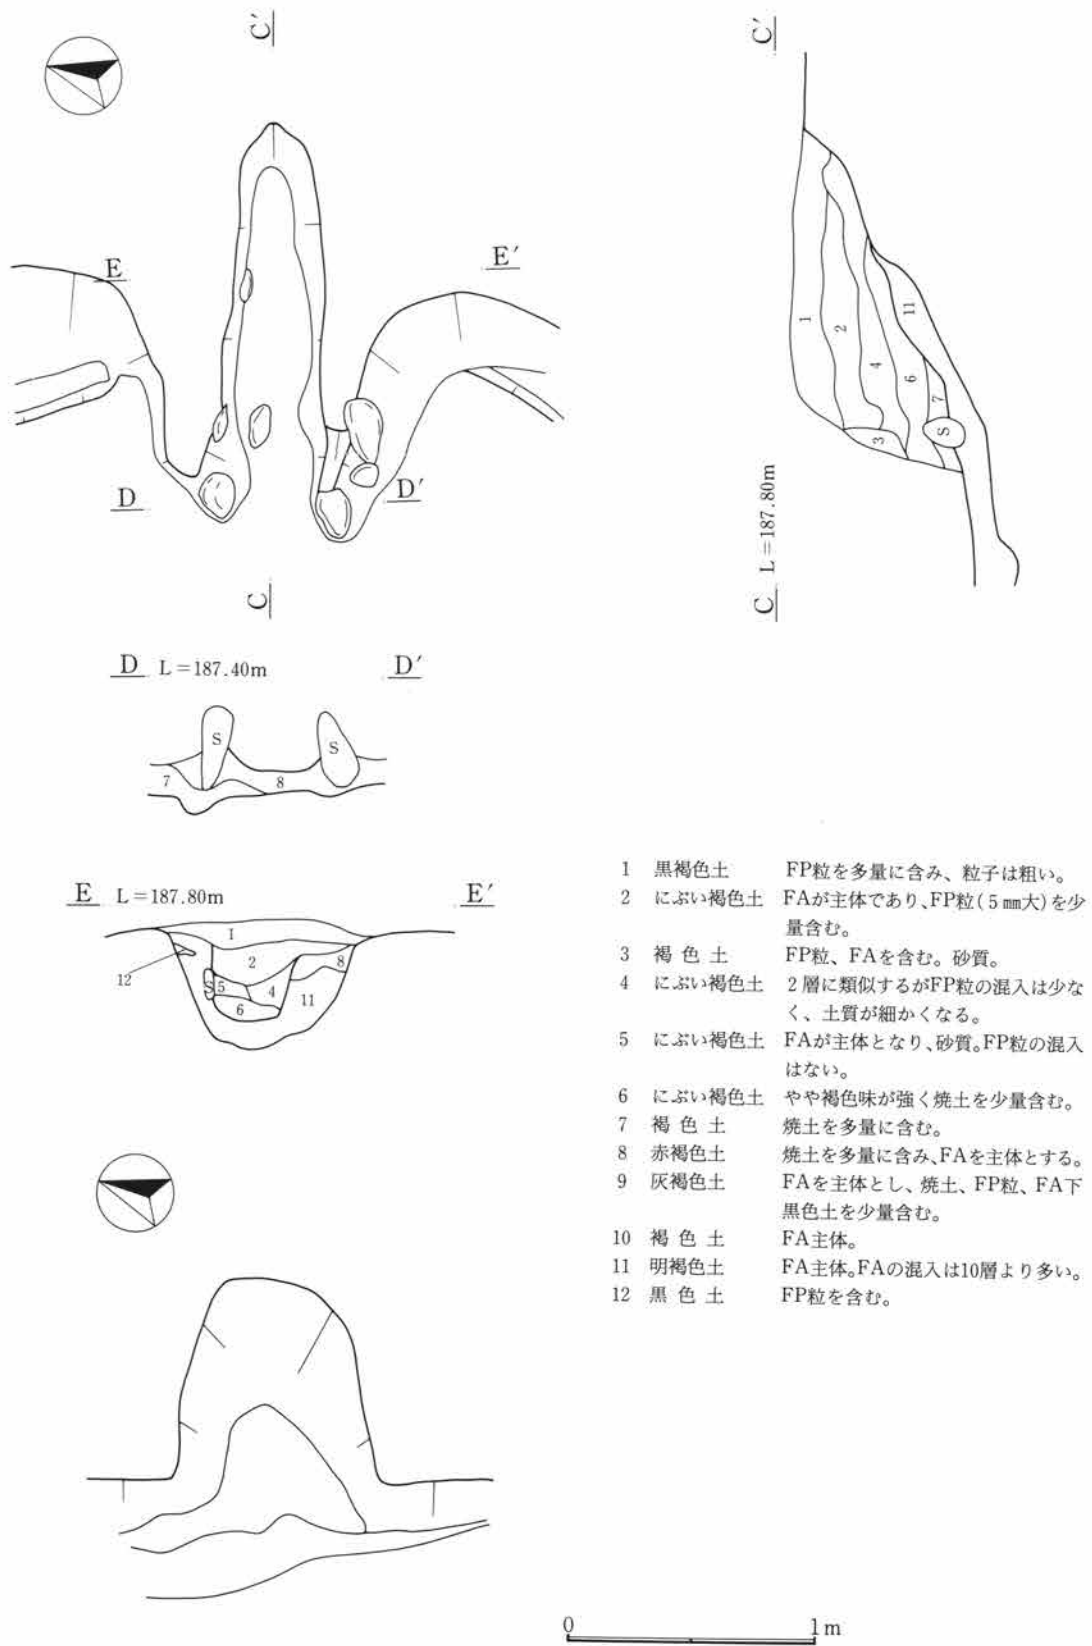 C′
C′
E
E′
1
2
4
6
11
7
3
S
D
D′
C
C L=187.80m
D L=187.40m D′
S
S
7
8
E L=187.80m E′
1
2
8
12
S
5
4
11
6
1 黒褐色土 FP粒を多量に含み、粒子は粗い。
2 にぶい褐色土 FAが主体であり、FP粒(5㎜大)を少
量含む。
3 褐色土 FP粒、FAを含む。砂質。
4 にぶい褐色土 2層に類似するがFP粒の混入は少な
く、土質が細かくなる。
5 にぶい褐色土 FAが主体となり、砂質。FP粒の混入
はない。
6 にぶい褐色土 やや褐色味が強く焼土を少量含む。
7 褐色土 焼土を多量に含む。
8 赤褐色土 焼土を多量に含み、FAを主体とする。
9 灰褐色土 FAを主体とし、焼土、FP粒、FA下
黒色土を少量含む。
10 褐色土 FA主体。
11 明褐色土 FA主体。FAの混入は10層より多い。
12 黒色土 FP粒を含む。
0 1m